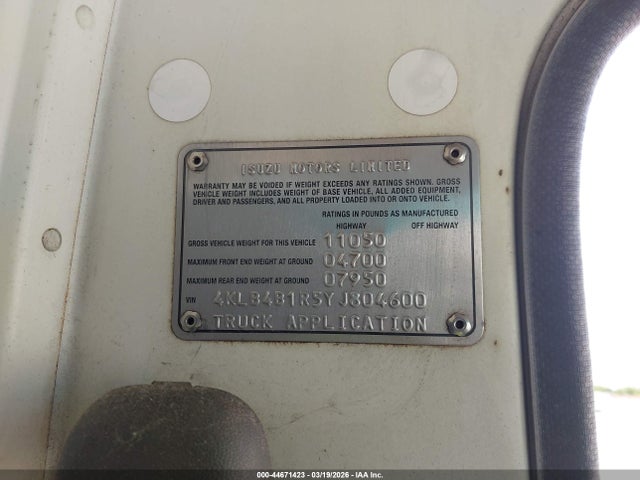 ISUZU MOTORS LIMITED
WARRANTY MAY BE VOIDED IF WEIGHT EXCEEDS ANY RATINGS SHOWN. GROSS
VEHICLE WEIGHT INCLUDES WEIGHT OF BASE VEHICLE, ALL ADDED EQUIPMENT,
DRIVER AND PASSENGERS, AND ALL PROPERTY LOADED INTO OR ONTO VEHICLE.
RATINGS IN POUNDS AS MANUFACTURED
HIGHWAY OFF HIGHWAY
GROSS VEHICLE WEIGHT FOR THIS VEHICLE 11050
MAXIMUM FRONT END WEIGHT AT GROUND 04700
MAXIMUM REAR END WEIGHT AT GROUND 07950
VIN 4KLB4B1R5YJ804600
TRUCK APPLICATION
000-44671423 - 03/19/2026 - IAA Inc.